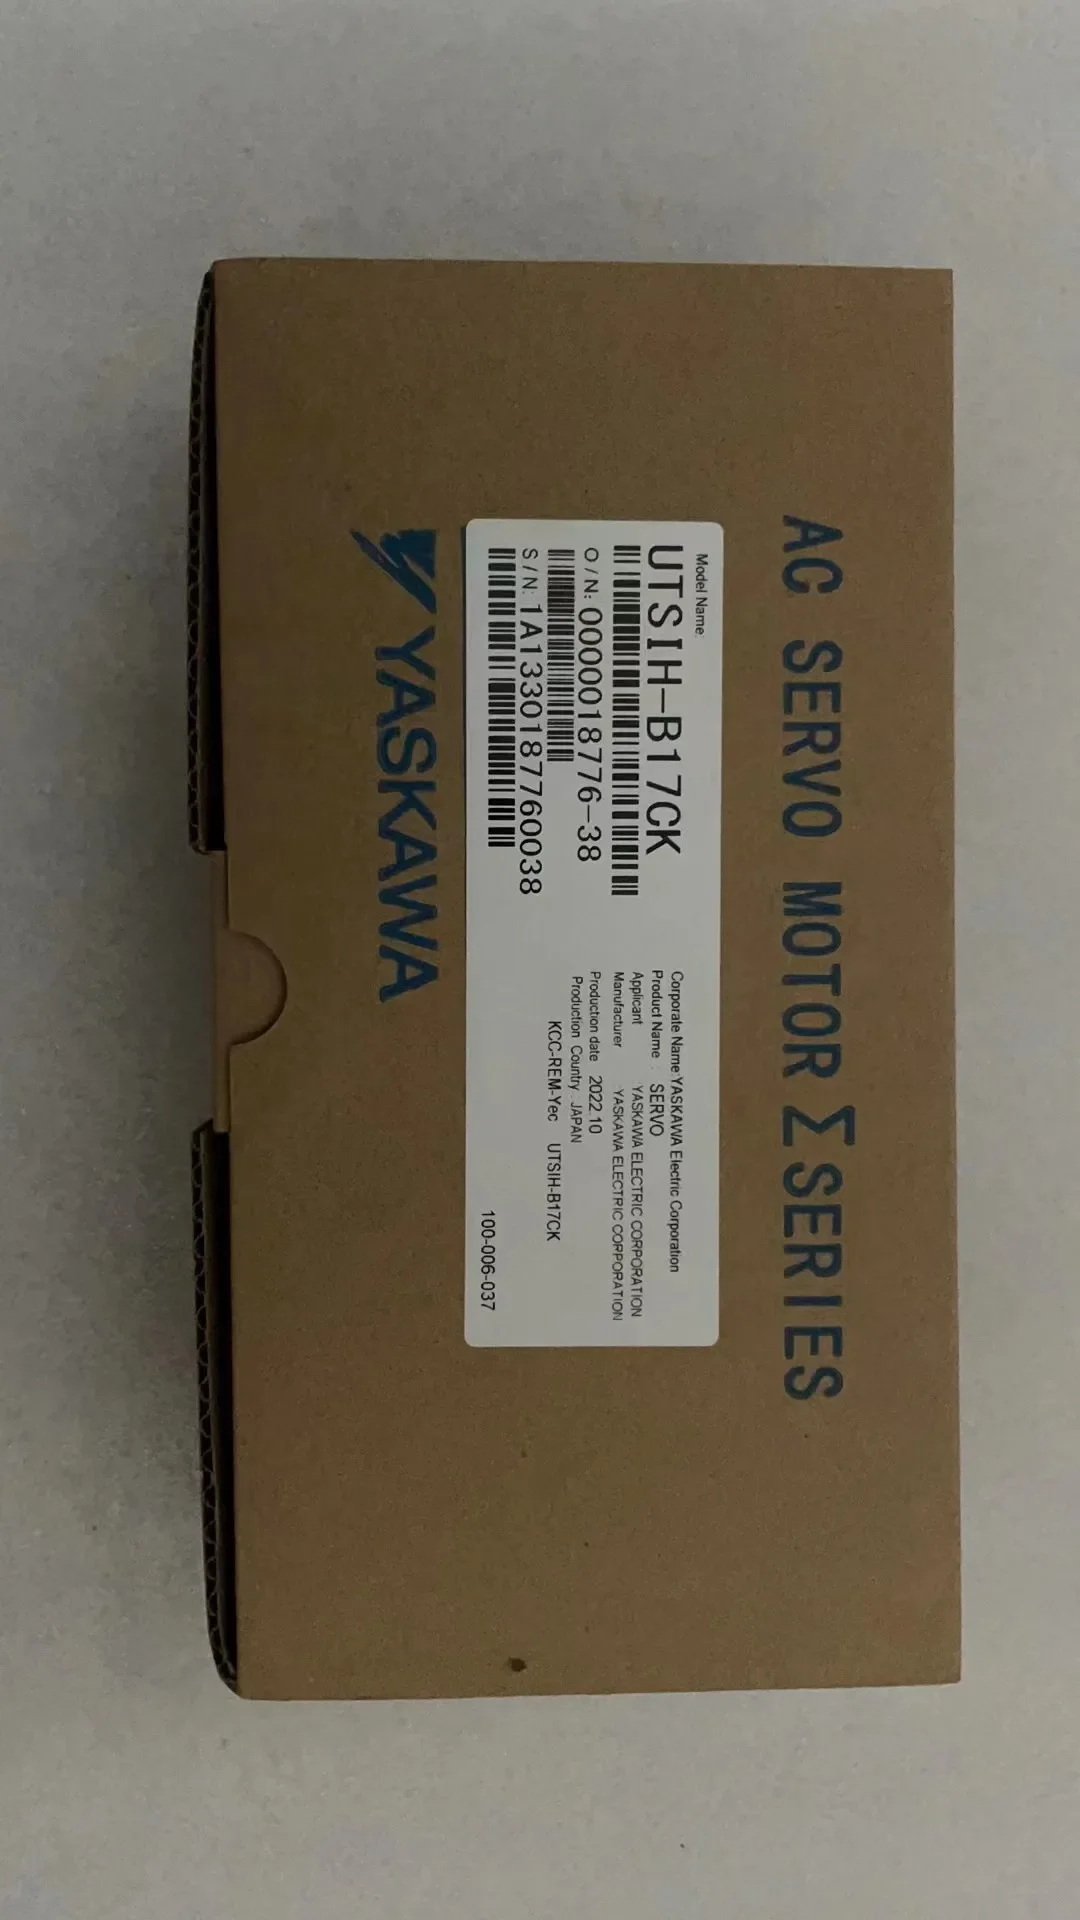 AC SERVO MOTOR Σ SERIES
Model Name:
UTSIH-B17CK
O/N: 0000018776-38
S/N: 1A1330187760038
Corporate Name:YASKAWA Electric Corporation
Product Name : SERVO
Applicant YASKAWA ELECTRIC CORPORATION
Manufacturer YASKAWA ELECTRIC CORPORATION
Production date 2022.10
Production Country . JAPAN
KCC-REM-Yec UTSIH-B17CK
100-006-037
YASKAWA